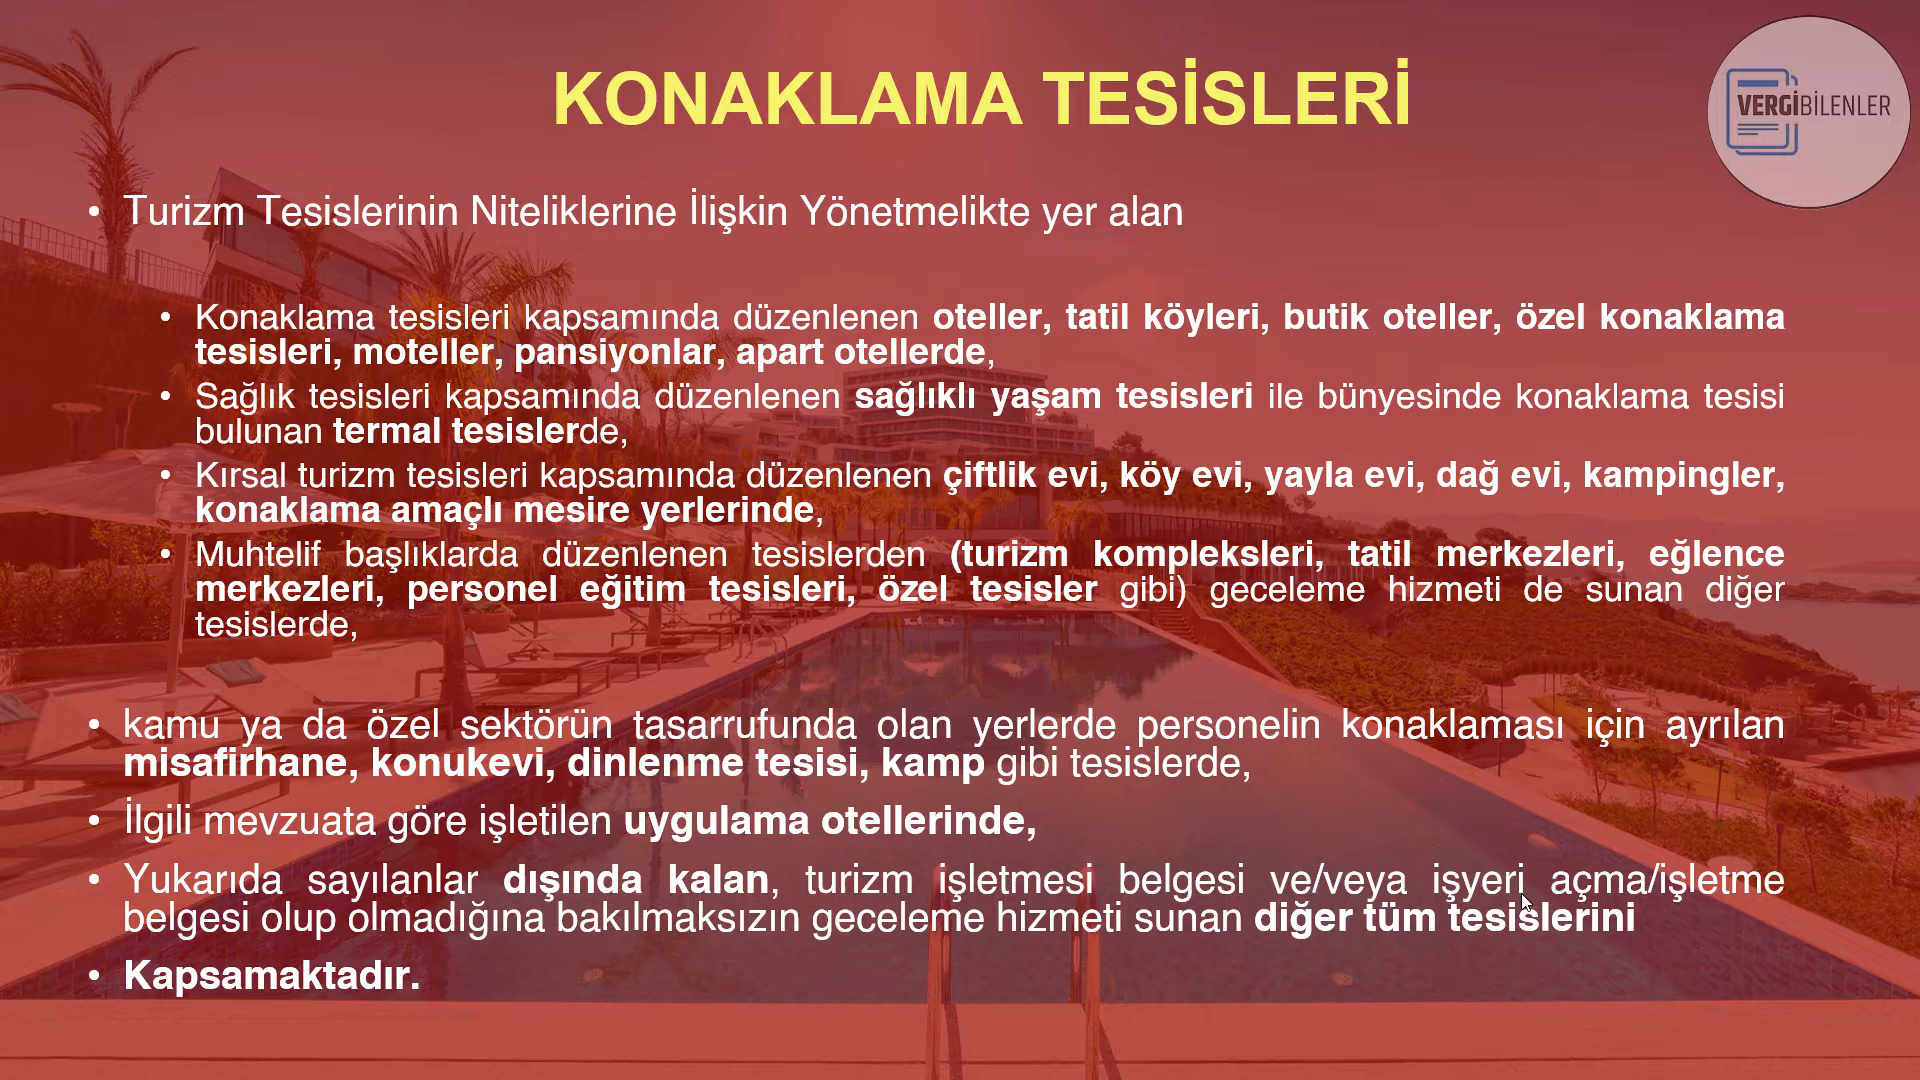 KONAKLAMA TESİSLERİ
VERGİBİLENLER
• Turizm Tesislerinin Niteliklerine İlişkin Yönetmelikte yer alan
• Konaklama tesisleri kapsamında düzenlenen oteller, tatil köyleri, butik oteller, özel konaklama
tesisleri, moteller, pansiyonlar, apart otellerde,
• Sağlık tesisleri kapsamında düzenlenen sağlıklı yaşam tesisleri ile bünyesinde konaklama tesisi
bulunan termal tesislerde,
• Kırsal turizm tesisleri kapsamında düzenlenen çiftlik evi, köy evi, yayla evi, dağ evi, kampingler,
konaklama amaçlı mesire yerlerinde,
• Muhtelif başlıklarda düzenlenen tesislerden (turizm kompleksleri, tatil merkezleri, eğlence
merkezleri, personel eğitim tesisleri, özel tesisler gibi) geceleme hizmeti de sunan diğer
tesislerde,
• kamu ya da özel sektörün tasarrufunda olan yerlerde personelin konaklaması için ayrılan
misafirhane, konukevi, dinlenme tesisi, kamp gibi tesislerde,
• İlgili mevzuata göre işletilen uygulama otellerinde,
• Yukarıda sayılanlar dışında kalan, turizm işletmesi belgesi ve/veya işyeri açma/işletme
belgesi olup olmadığına bakılmaksızın geceleme hizmeti sunan diğer tüm tesislerini
• Kapsamaktadır.